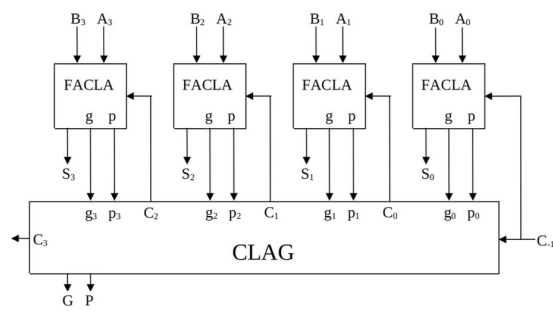 B3 A3 B2 A2 B1 A1 B0 A0
FACLA FACLA FACLA FACLA
g p g p g p g p
S3 S2 S1 S0
g3 p3 C2 g2 p2 C1 g1 p1 C0 g0 p0
C3 C-1
CLAG
G P